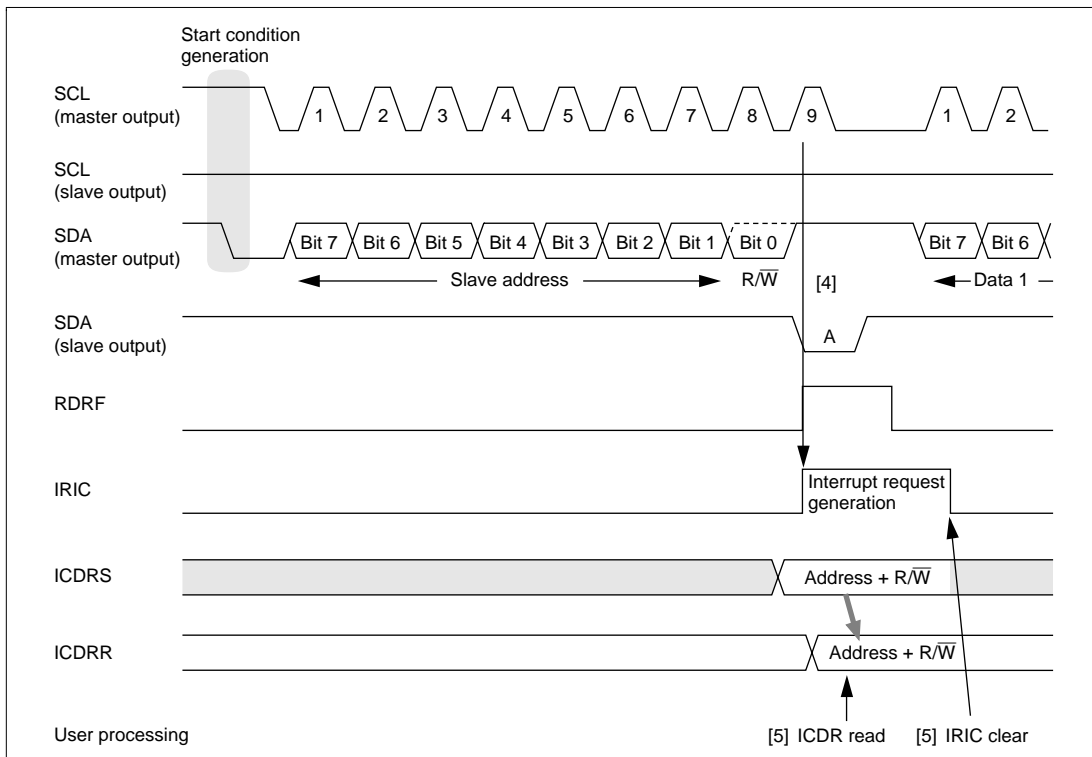 Start condition
generation
SCL
(master output)
1 2 3 4 5 6 7 8 9 1 2
SCL
(slave output)
SDA
(master output)
Bit 7 Bit 6 Bit 5 Bit 4 Bit 3 Bit 2 Bit 1 Bit 0 Bit 7 Bit 6
Slave address R/W̅ [4] Data 1
SDA
(slave output)
A
RDRF
IRIC
Interrupt request
generation
ICDRS
Address + R/W̅
ICDRR
Address + R/W̅
User processing
[5] ICDR read [5] IRIC clear